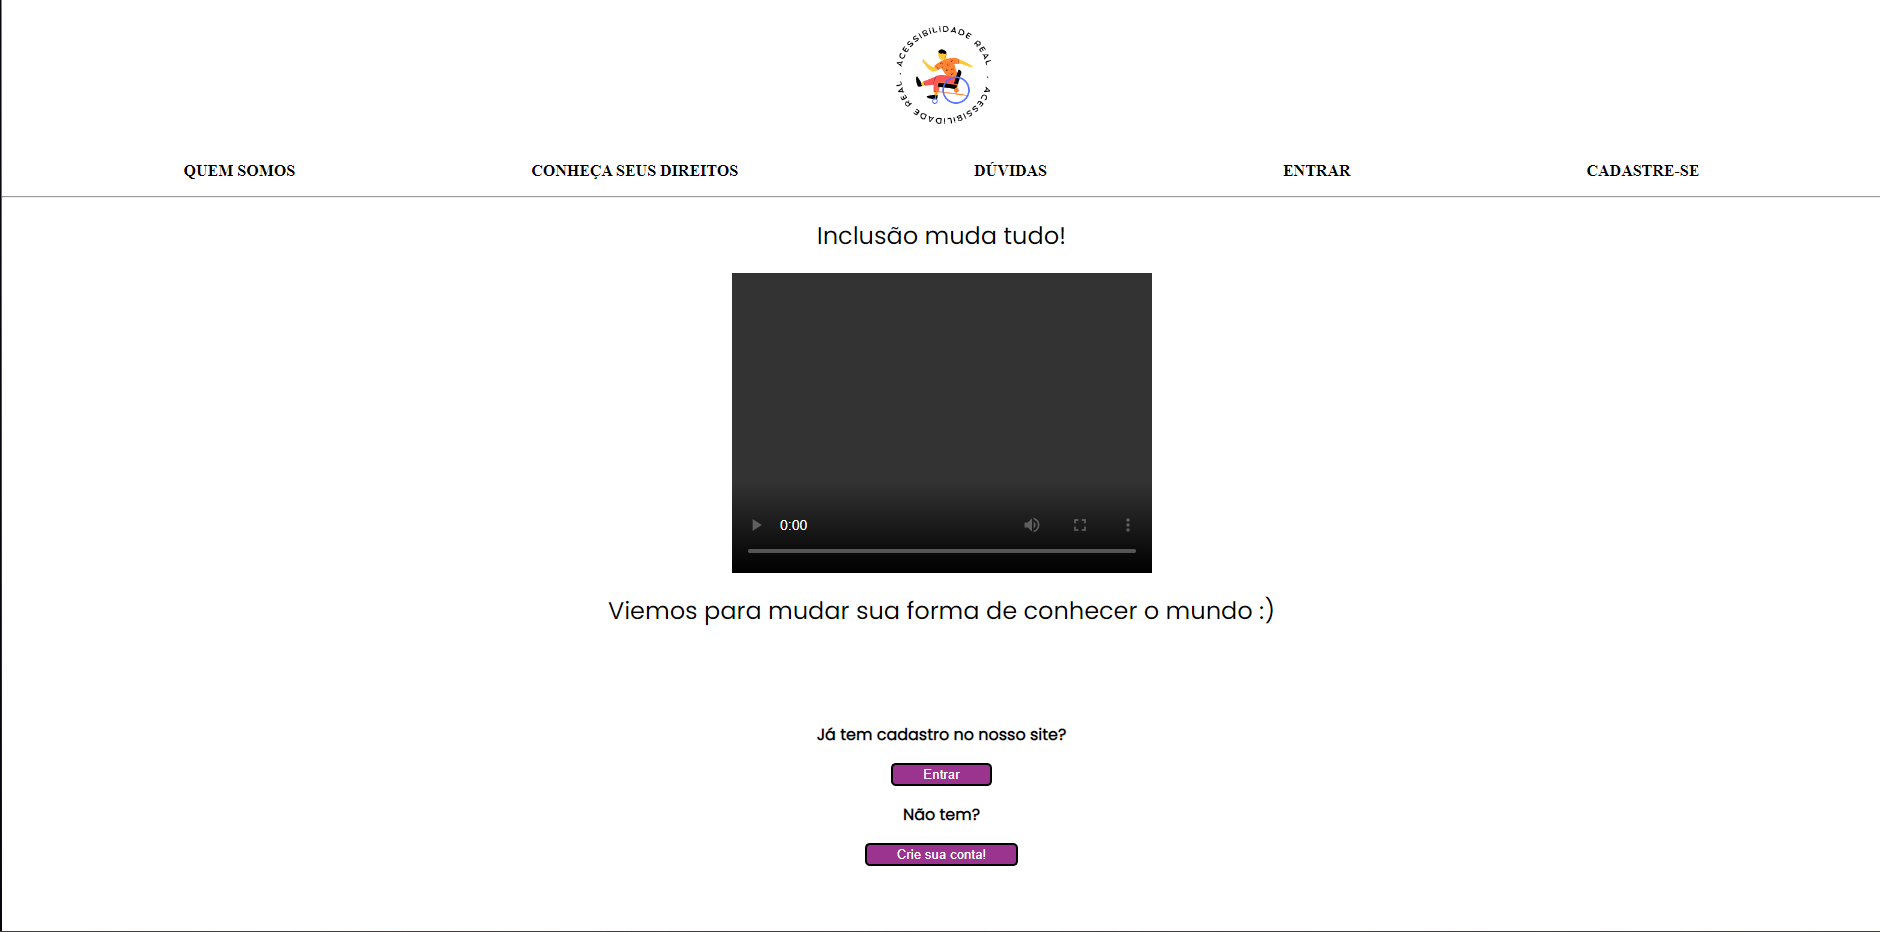 ACESSIBILIDADE REAL · ACESSIBILIDADE REAL ·
QUEM SOMOS
CONHEÇA SEUS DIREITOS
DÚVIDAS
ENTRAR
CADASTRE-SE
Inclusão muda tudo!
0:00
Viemos para mudar sua forma de conhecer o mundo :)
Já tem cadastro no nosso site?
Entrar
Não tem?
Crie sua conta!